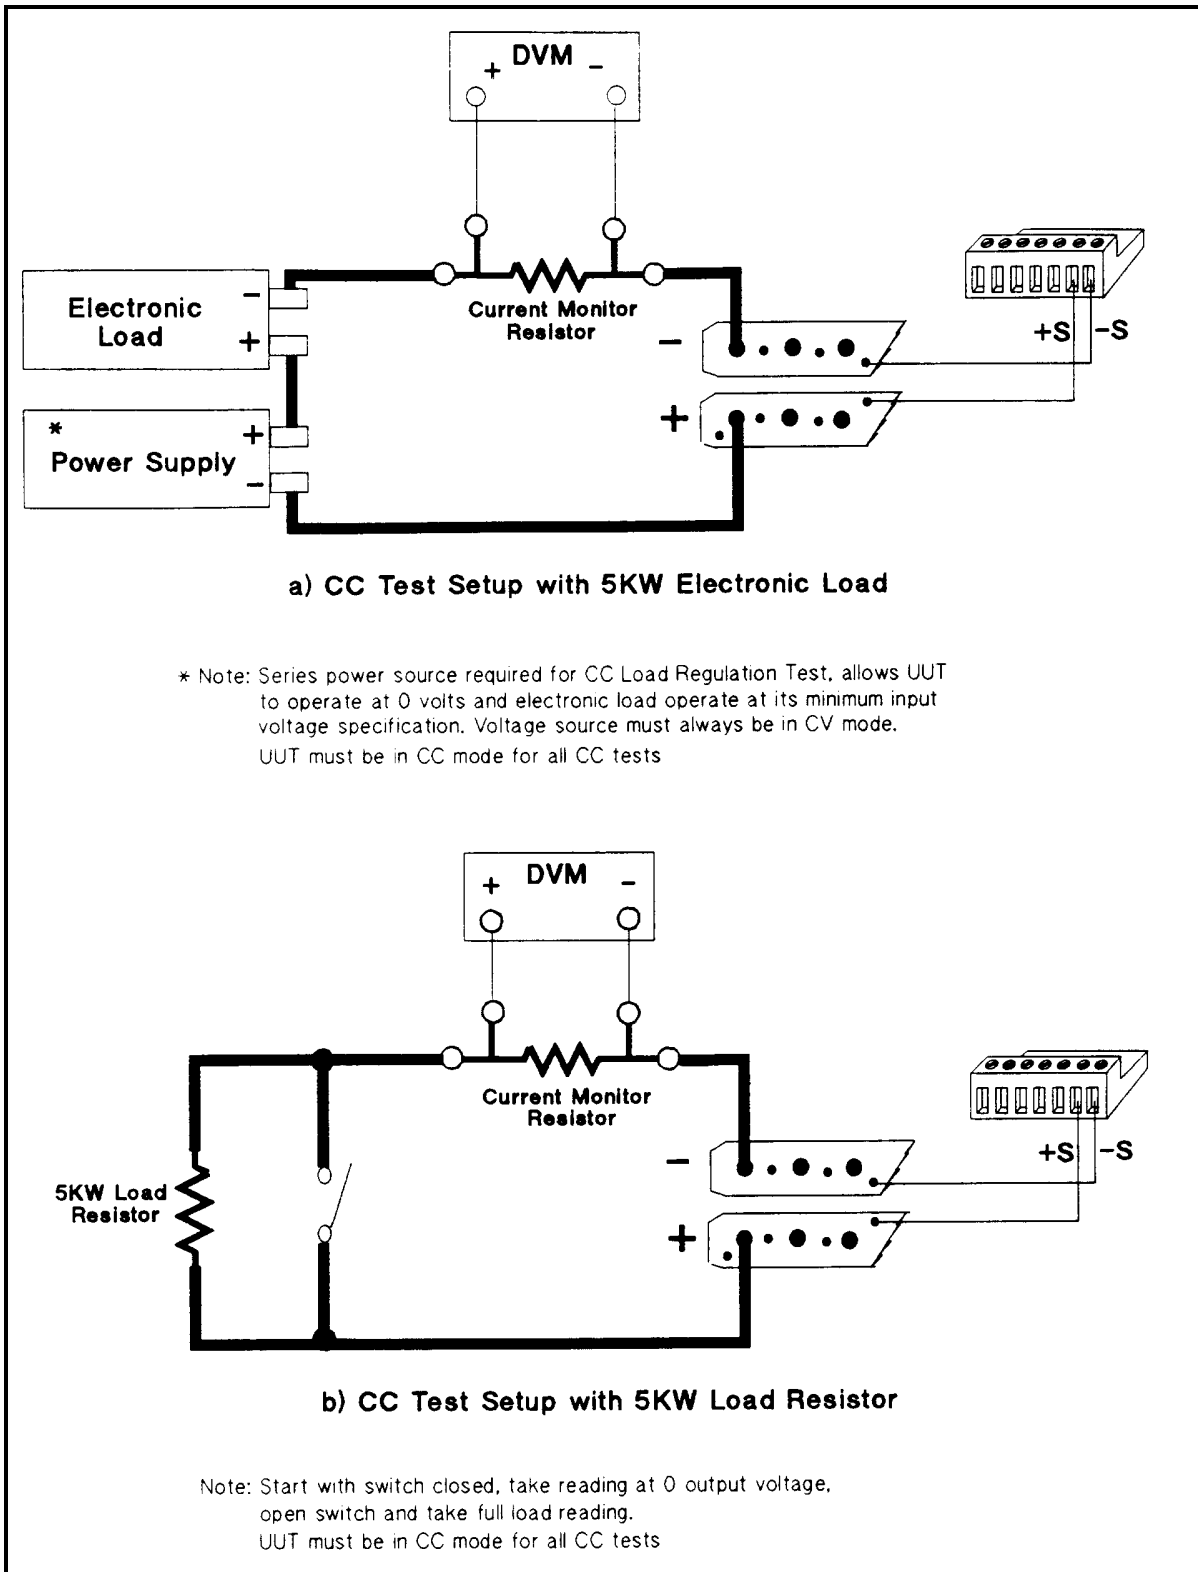 DVM
+ -
Electronic
Load
-
+
Current Monitor
Resistor
-
+
+S -S
*
Power Supply
+
-
a) CC Test Setup with 5KW Electronic Load
* Note: Series power source required for CC Load Regulation Test, allows UUT
to operate at 0 volts and electronic load operate at its minimum input
voltage specification. Voltage source must always be in CV mode.
UUT must be in CC mode for all CC tests
DVM
+ -
Current Monitor
Resistor
-
+
+S -S
5KW Load
Resistor
b) CC Test Setup with 5KW Load Resistor
Note: Start with switch closed, take reading at 0 output voltage,
open switch and take full load reading.
UUT must be in CC mode for all CC tests